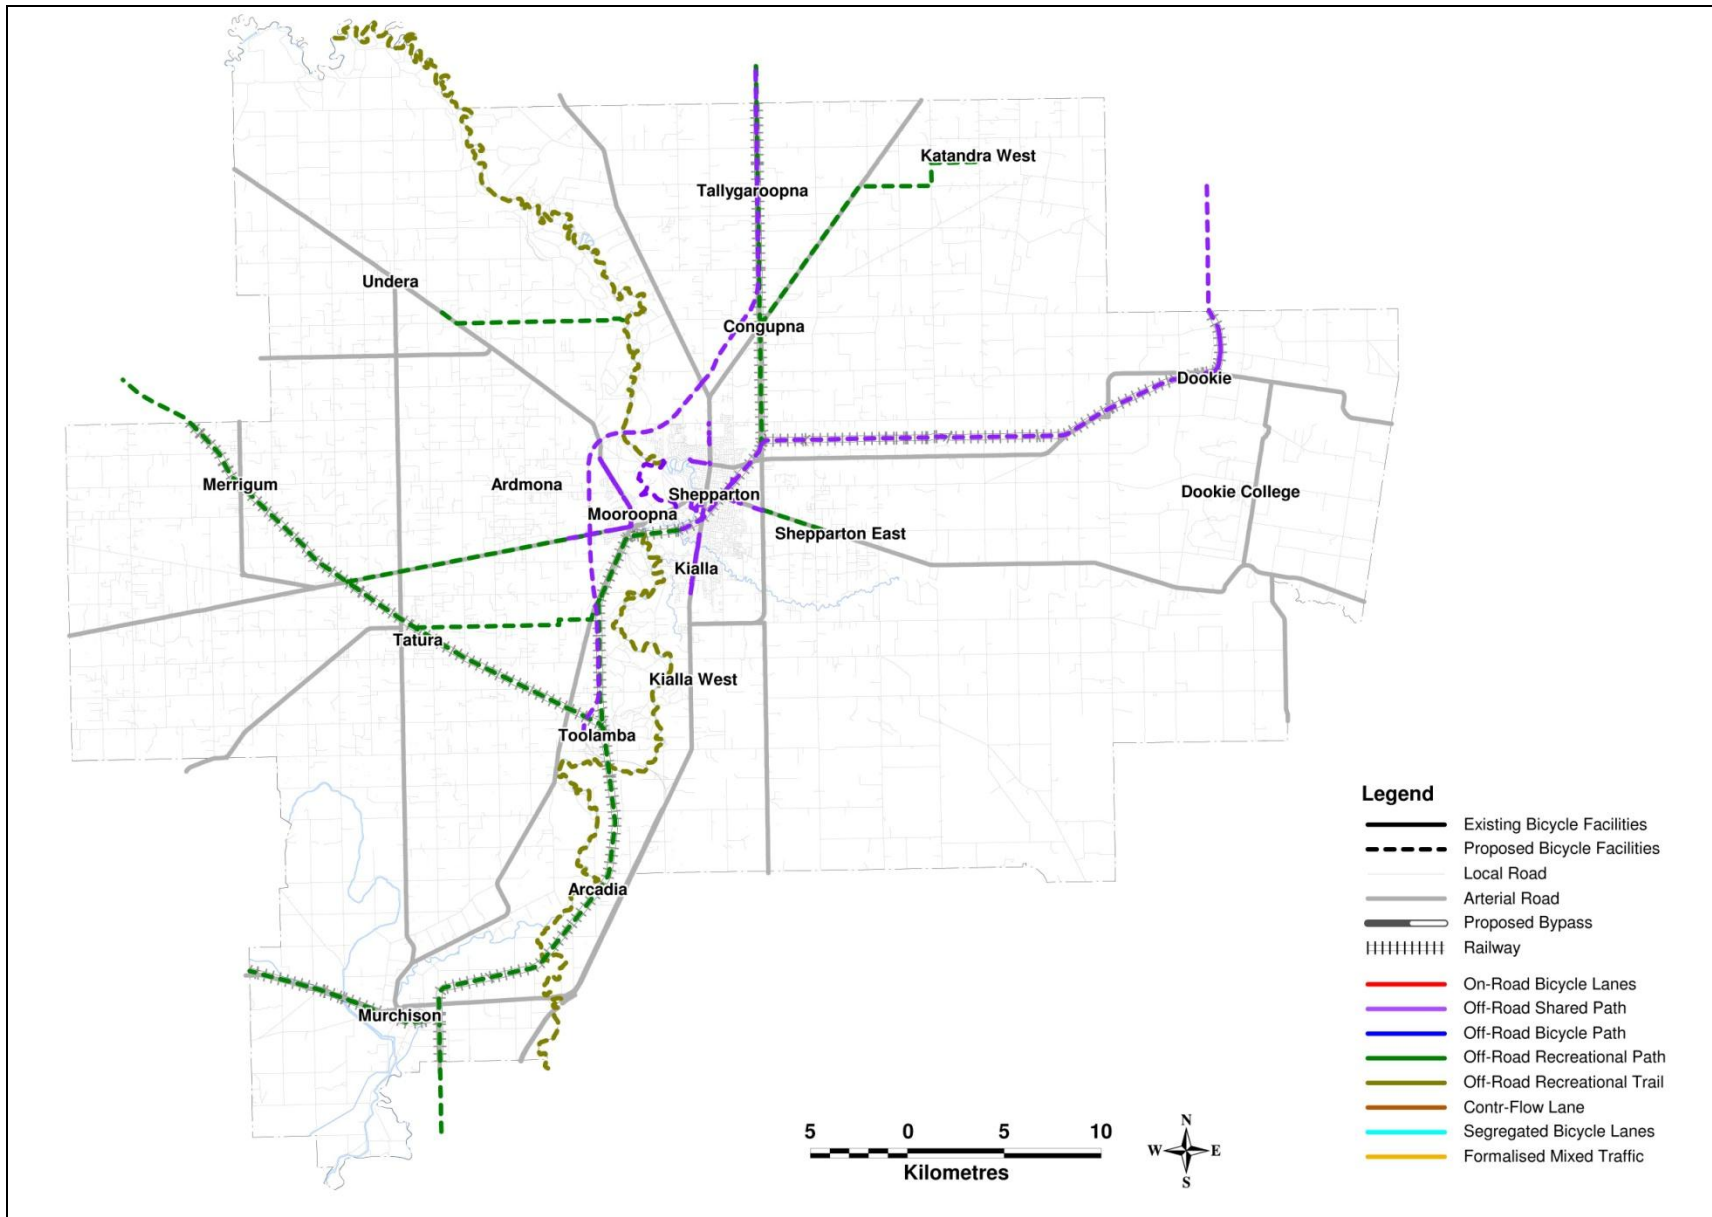 Katandra West
Tallygaroopna
Undera
Congupna
Dookie
Merrigum
Ardmona
Shepparton
Dookie College
Mooroopna
Shepparton East
Kialla
Tatura
Kialla West
Toolamba
Arcadia
Murchison
Legend
Existing Bicycle Facilities
Proposed Bicycle Facilities
Local Road
Arterial Road
Proposed Bypass
Railway
On-Road Bicycle Lanes
Off-Road Shared Path
Off-Road Bicycle Path
Off-Road Recreational Path
Off-Road Recreational Trail
Contr-Flow Lane
Segregated Bicycle Lanes
Formalised Mixed Traffic
5 0 5 10
Kilometres
N
W E
S